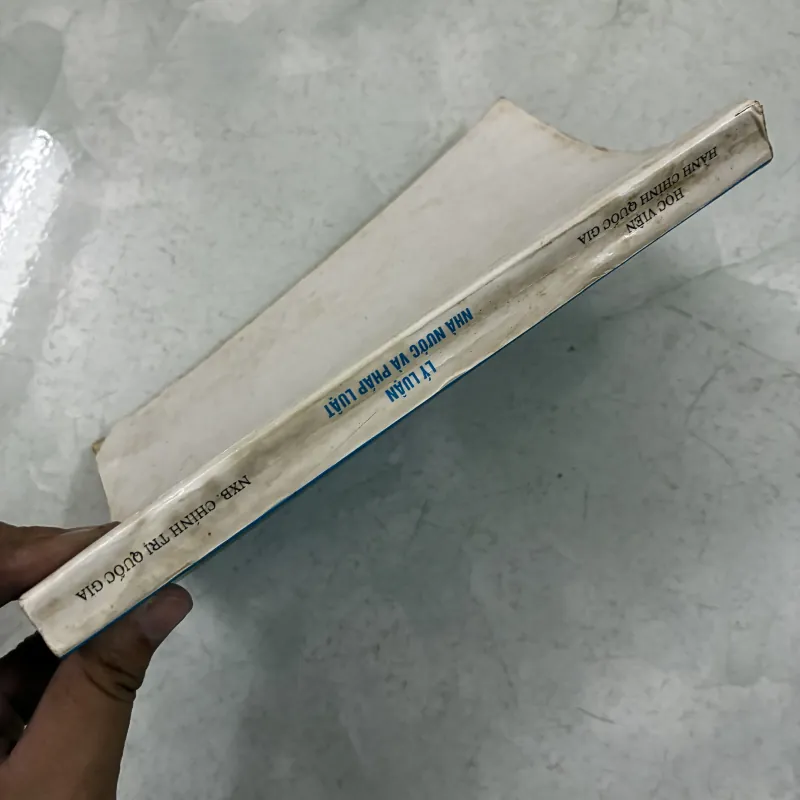 HỌC VIỆN
HÀNH CHÍNH QUỐC GIA
LÝ LUẬN
NHÀ NƯỚC VÀ PHÁP LUẬT
NXB. CHÍNH TRỊ QUỐC GIA